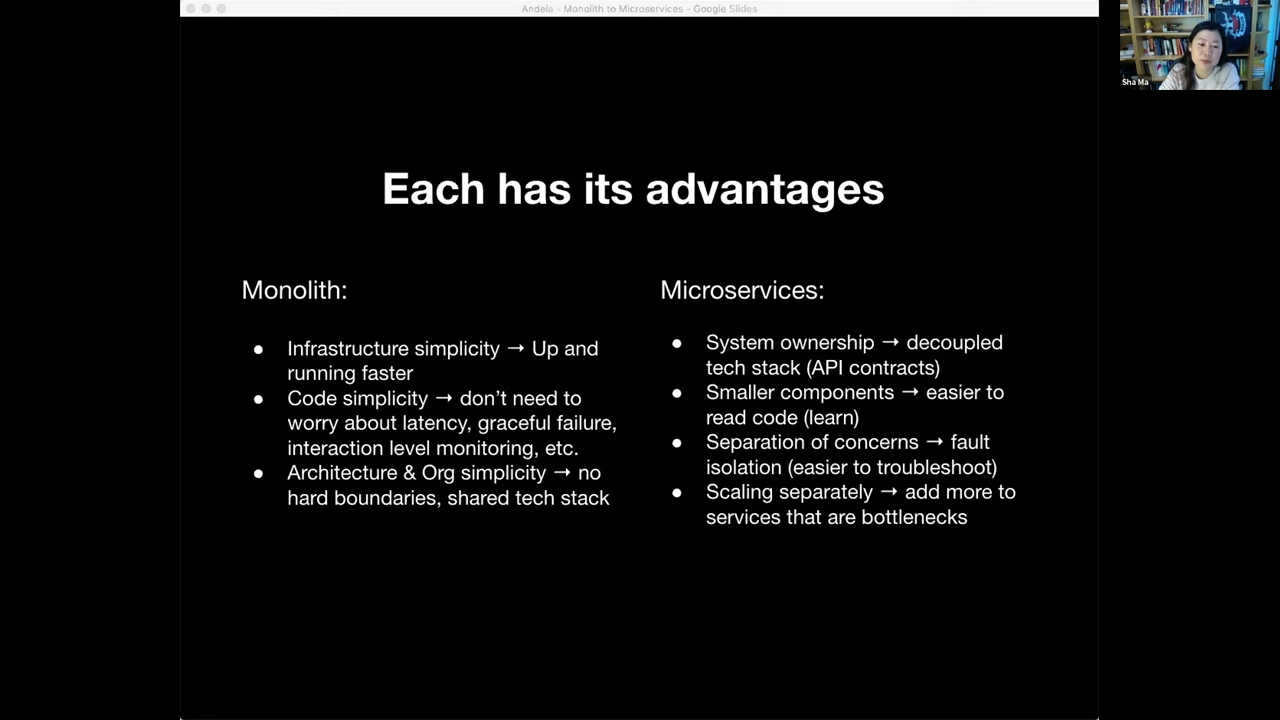 Andela - Monolith to Microservices - Google Slides
Sha Ma
Each has its advantages
Monolith:
● Infrastructure simplicity → Up and
running faster
● Code simplicity → don’t need to
worry about latency, graceful failure,
interaction level monitoring, etc.
● Architecture & Org simplicity → no
hard boundaries, shared tech stack
Microservices:
● System ownership → decoupled
tech stack (API contracts)
● Smaller components → easier to
read code (learn)
● Separation of concerns → fault
isolation (easier to troubleshoot)
● Scaling separately → add more to
services that are bottlenecks